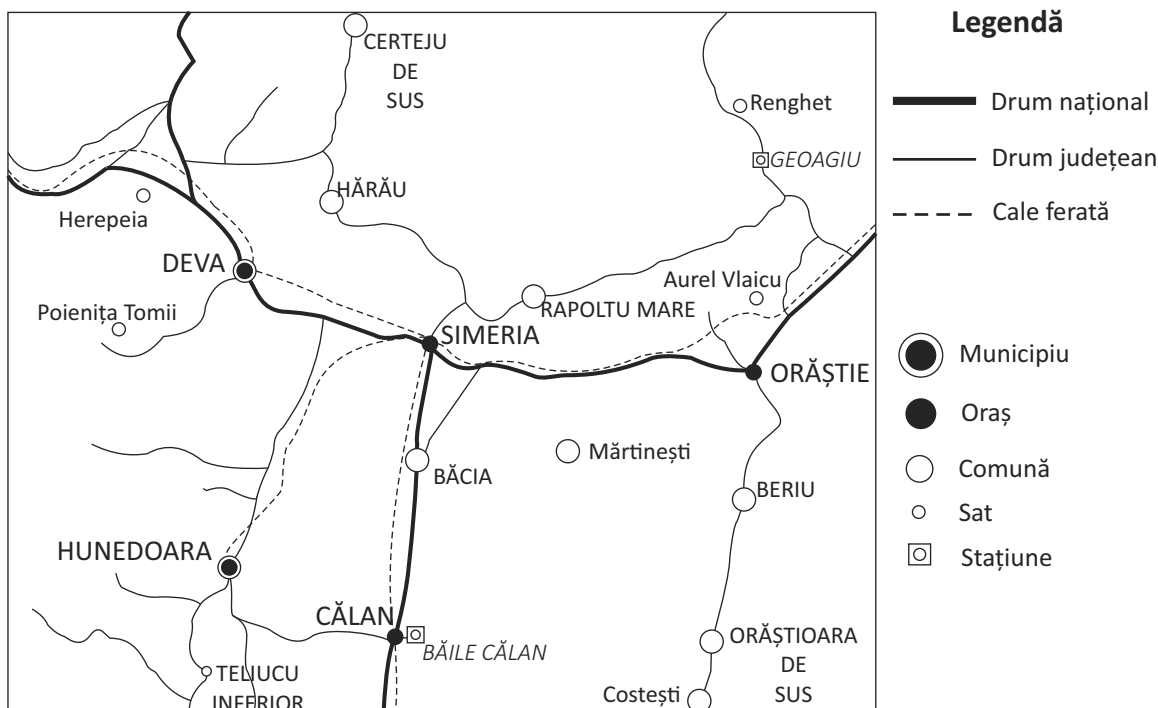 Legendă
Drum național
Drum județean
Cale ferată
Municipiu
Oraș
Comună
Sat
Stațiune
CERTEJU
DE
SUS
Renghet
GEOAGIU
HĂRĂU
Herepeia
DEVA
Aurel Vlaicu
RAPOLTU MARE
Poienița Tomii
SIMERIA
ORĂȘTIE
Mărtinești
BĂCIA
BERIU
HUNEDOARA
CĂLAN
BĂILE CĂLAN
ORĂȘTIOARA
DE
SUS
TELIUCU
INFERIOR
Costești